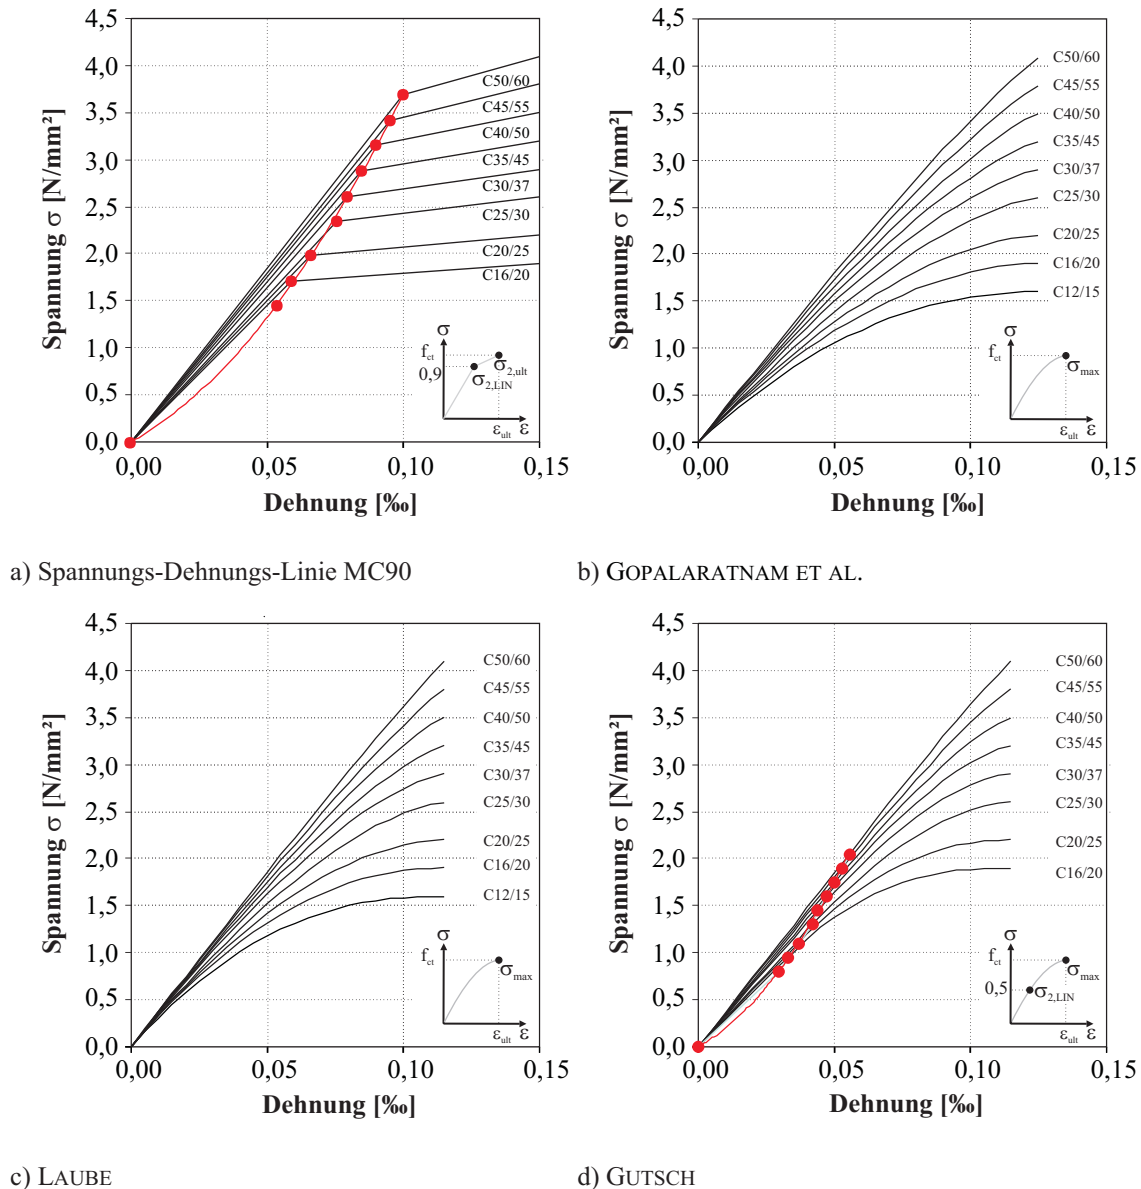 4,5
4,0
3,5
3,0
2,5
2,0
1,5
1,0
0,5
0,0
Spannung σ [N/mm²]
0,00 0,05 0,10 0,15
Dehnung [‰]
C50/60
C45/55
C40/50
C35/45
C30/37
C25/30
C20/25
C16/20
σ
f_ct
0,9
σ_2,ult
σ_2,LIN
ε_ult ε
a) Spannungs-Dehnungs-Linie MC90
4,5
4,0
3,5
3,0
2,5
2,0
1,5
1,0
0,5
0,0
Spannung σ [N/mm²]
0,00 0,05 0,10 0,15
Dehnung [‰]
C50/60
C45/55
C40/50
C35/45
C30/37
C25/30
C20/25
C16/20
C12/15
σ
f_ct
σ_max
ε_ult ε
b) GOPALARATNAM ET AL.
4,5
4,0
3,5
3,0
2,5
2,0
1,5
1,0
0,5
0,0
Spannung σ [N/mm²]
0,00 0,05 0,10 0,15
Dehnung [‰]
C50/60
C45/55
C40/50
C35/45
C30/37
C25/30
C20/25
C16/20
C12/15
σ
f_ct
σ_max
ε_ult ε
c) LAUBE
4,5
4,0
3,5
3,0
2,5
2,0
1,5
1,0
0,5
0,0
Spannung σ [N/mm²]
0,00 0,05 0,10 0,15
Dehnung [‰]
C50/60
C45/55
C40/50
C35/45
C30/37
C25/30
C20/25
C16/20
σ
f_ct
σ_max
0,5
σ_2,LIN
ε_ult ε
d) GUTSCH